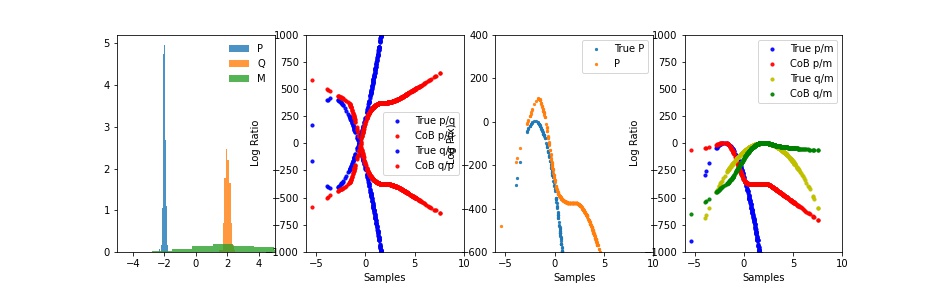 5
4
3
2
1
0
−4
−2
0
2
4
P
Q
M
Log Ratio
1000
750
500
250
0
−250
−500
−750
1000
−5
0
5
10
Samples
True p/q
CoB p/q
True q/p
CoB q/p
400
200
0
−200
−400
−600
−5
0
5
10
Samples
True P
P
Log Ratio
1000
750
500
250
0
−250
−500
−750
1000
−5
0
5
10
Samples
True p/m
CoB p/m
True q/m
CoB q/m